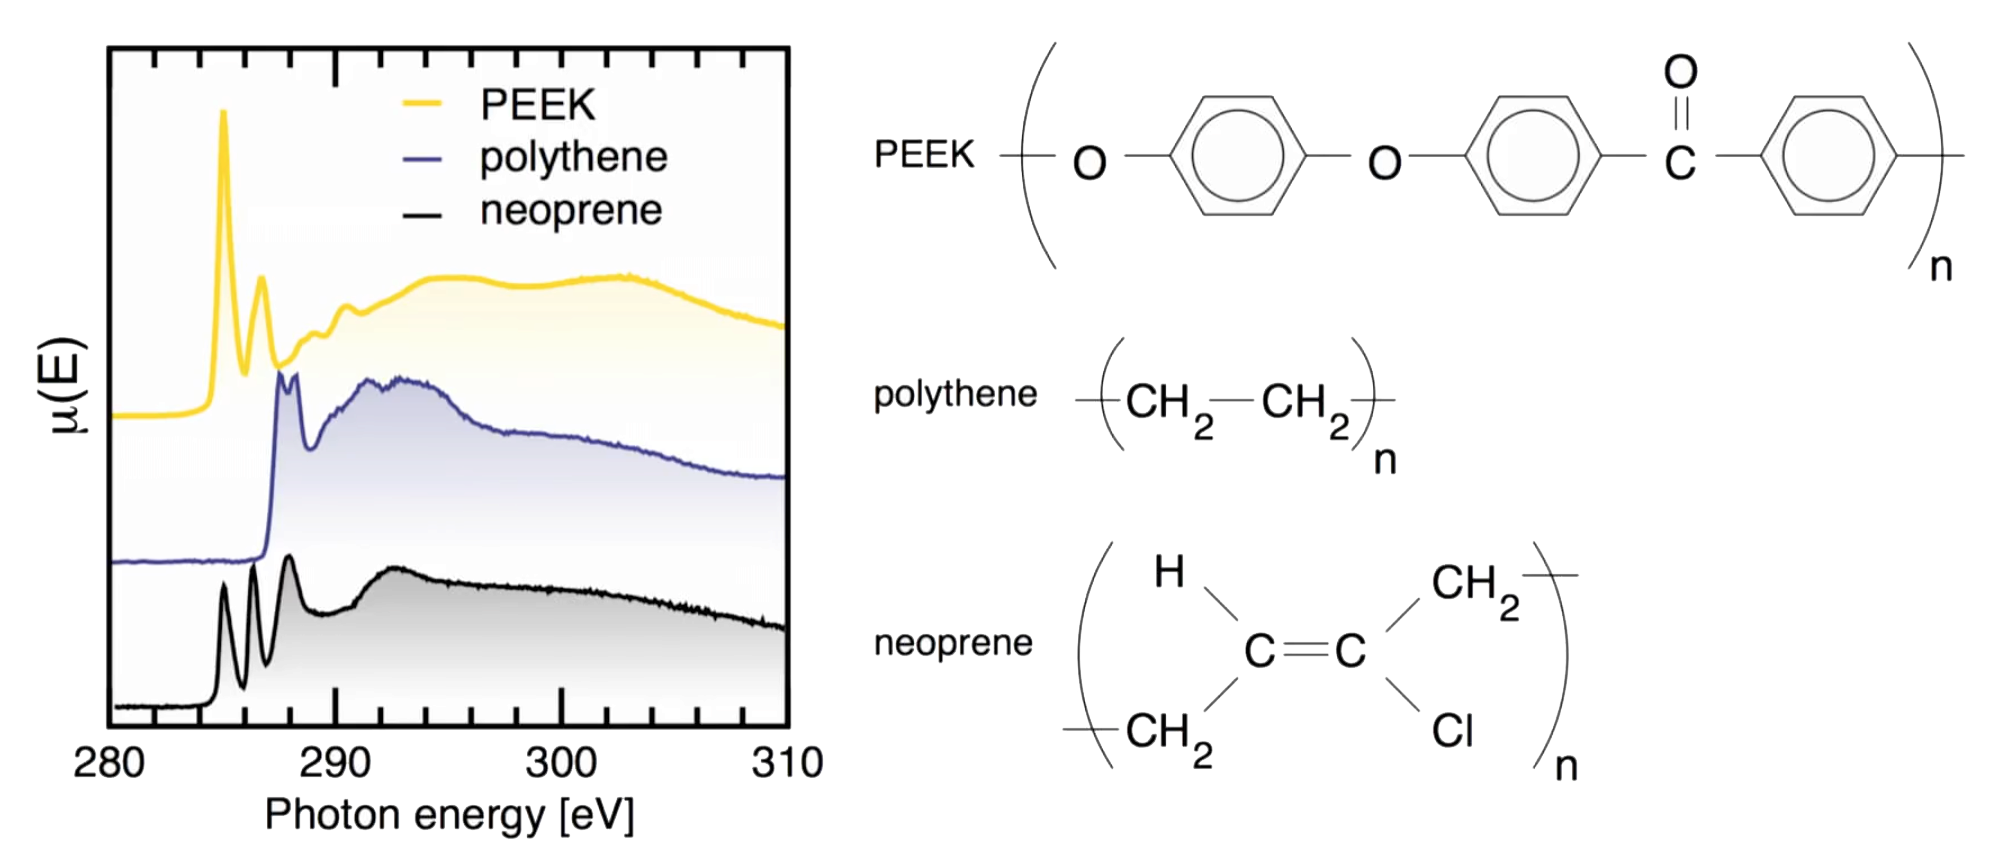 PEEK
polythene
neoprene
μ(E)
280 290 300 310
Photon energy [eV]
PEEK
O
O
O
C
n
polythene
CH2 CH2
n
neoprene
H
CH2
C C
CH2
Cl
n